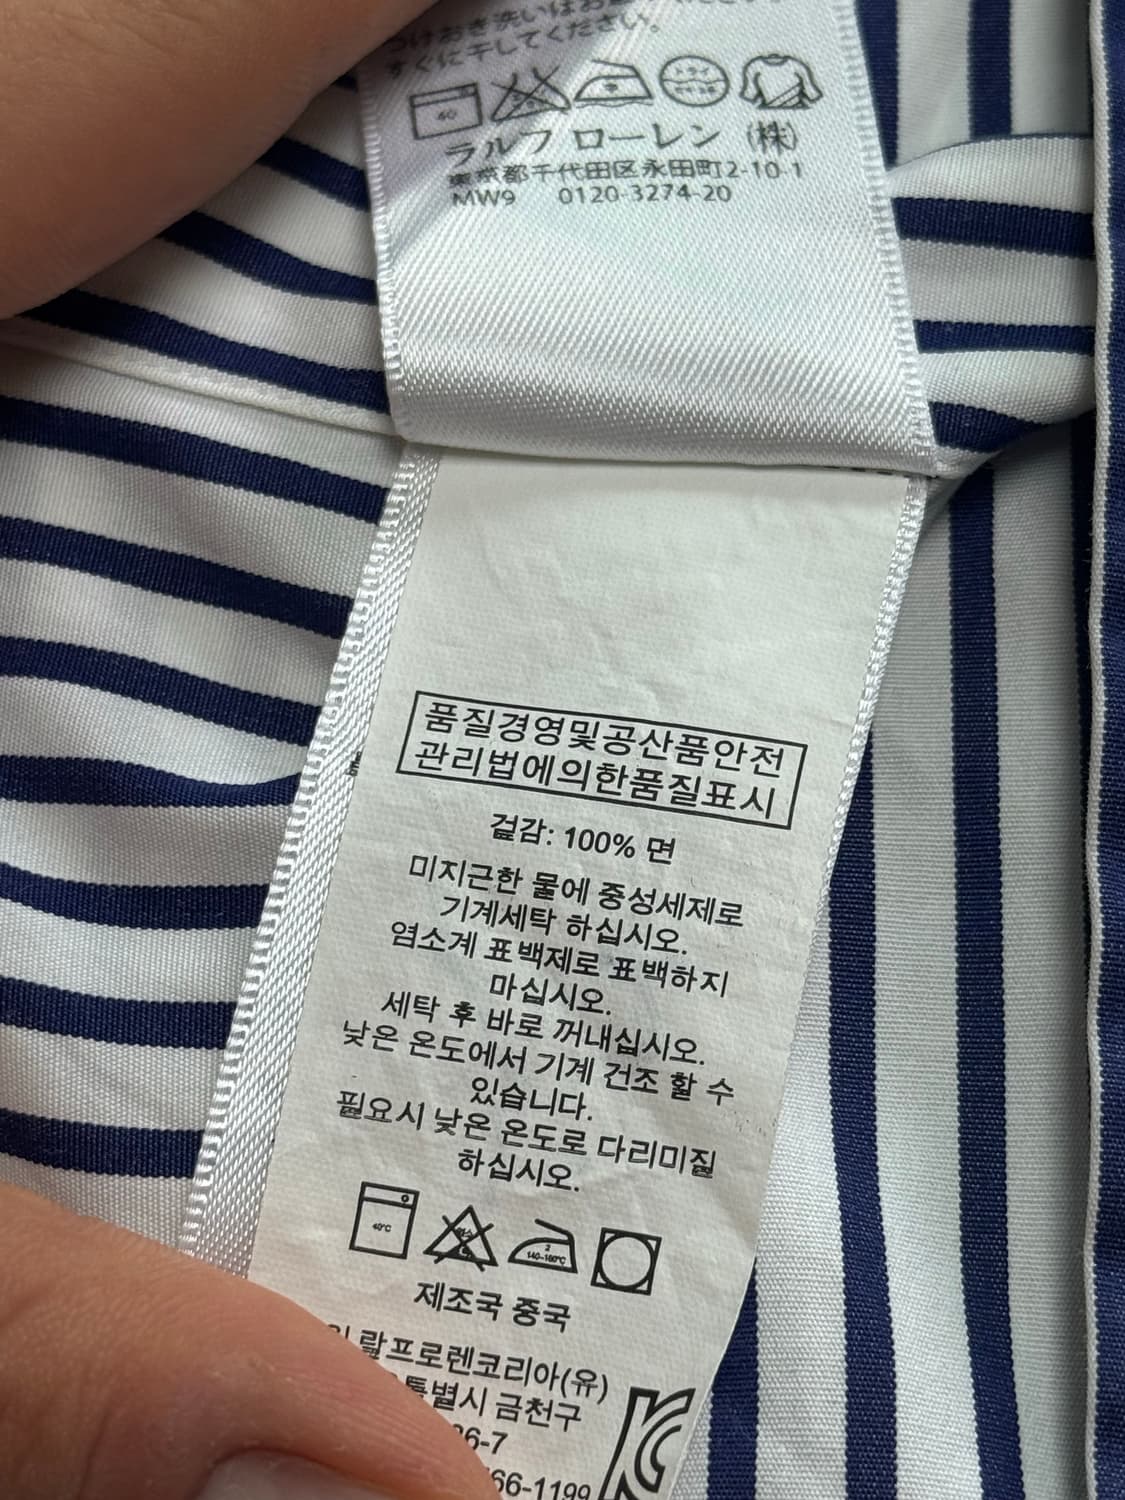 すぐに干してください。
40
ラルフ ローレン (株)
東京都千代田区永田町2-10-1
MW9 0120-3274-20
품질경영및공산품안전
관리법에의한품질표시
겉감: 100% 면
미지근한 물에 중성세제로
기계세탁 하십시오.
염소계 표백제로 표백하지
마십시오.
세탁 후 바로 꺼내십시오.
낮은 온도에서 기계 건조 할 수
있습니다.
필요시 낮은 온도로 다리미질
하십시오.
40°C
2
140~160°C
제조국 중국
랄프로렌코리아(유)
특별시 금천구
6-7
66-1199